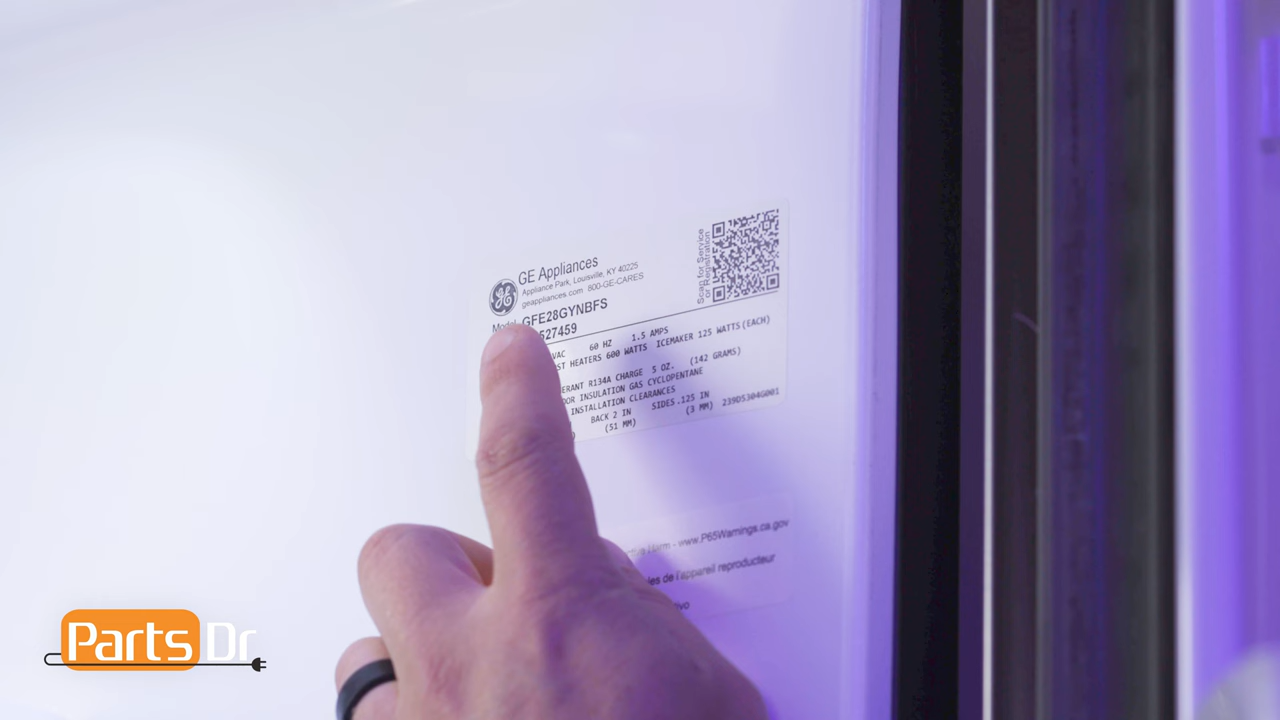 GE Appliances
Appliance Park, Louisville, KY 40225
geappliances.com 800-GE-CARES
Model GFE28GYNBFS
527459
VAC 60 HZ 1.5 AMPS
HEATERS 600 WATTS ICEMAKER 125 WATTS(EACH)
R134A CHARGE 5 OZ. (142 GRAMS)
INSULATION GAS CYCLOPENTANE
INSTALLATION CLEARANCES
BACK 2 IN SIDES .125 IN
(51 MM) (3 MM) 239D5304G001
Scan for Service
or Registration
- www.P65Warnings.ca.gov
de l'appareil reproducteur
Parts Dr